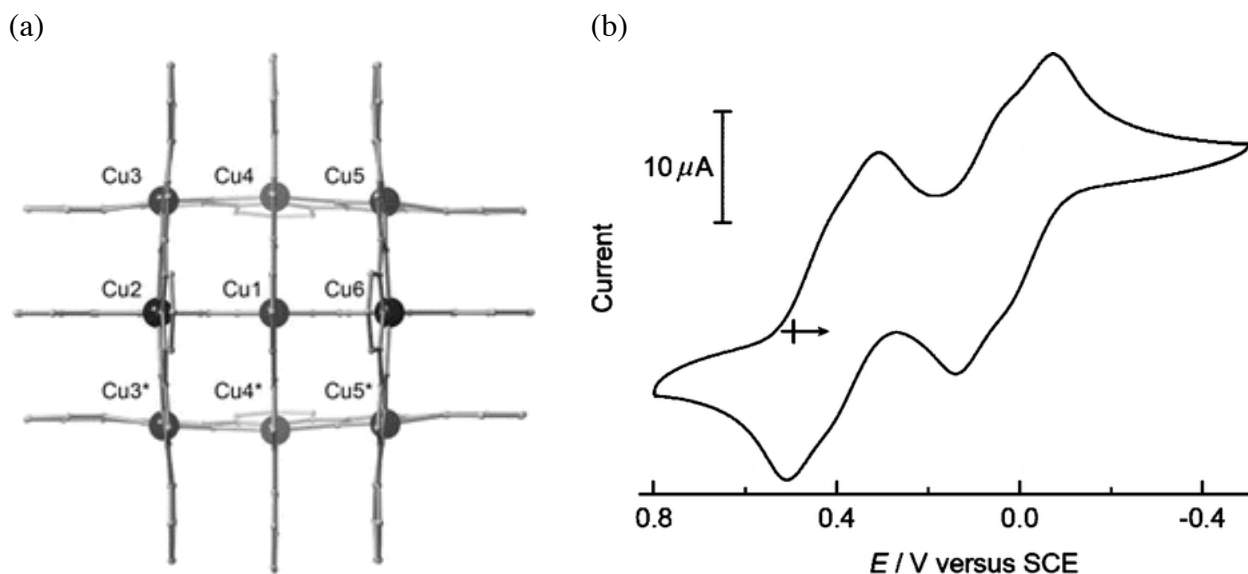 (a)
(b)
Cu3
Cu4
Cu5
Cu2
Cu1
Cu6
Cu3*
Cu4*
Cu5*
10 μA
Current
0.8
0.4
0.0
-0.4
E / V versus SCE